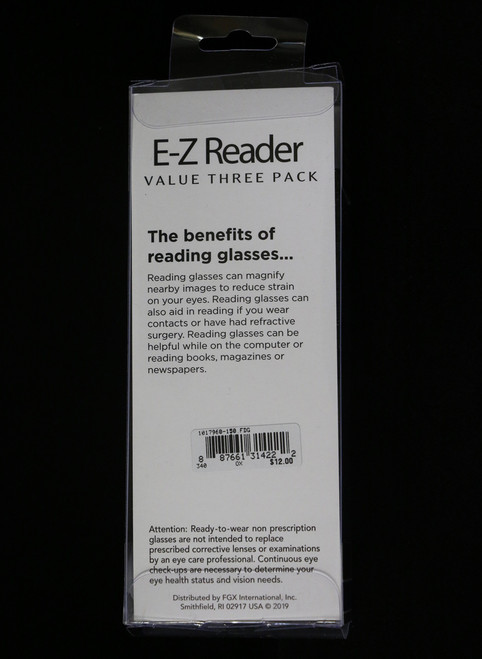 E-Z Reader
VALUE THREE PACK
The benefits of
reading glasses...
Reading glasses can magnify
nearby images to reduce strain
on your eyes. Reading glasses can
also aid in reading if you wear
contacts or have had refractive
surgery. Reading glasses can be
helpful while on the computer or
reading books, magazines or
newspapers.
1017960-150 FDG
8 87661 31422 2
340 OX $12.00
Attention: Ready-to-wear non prescription
glasses are not intended to replace
prescribed corrective lenses or examinations
by an eye care professional. Continuous eye
check-ups are necessary to determine your
eye health status and vision needs.
Distributed by FGX International, Inc.
Smithfield, RI 02917 USA © 2019